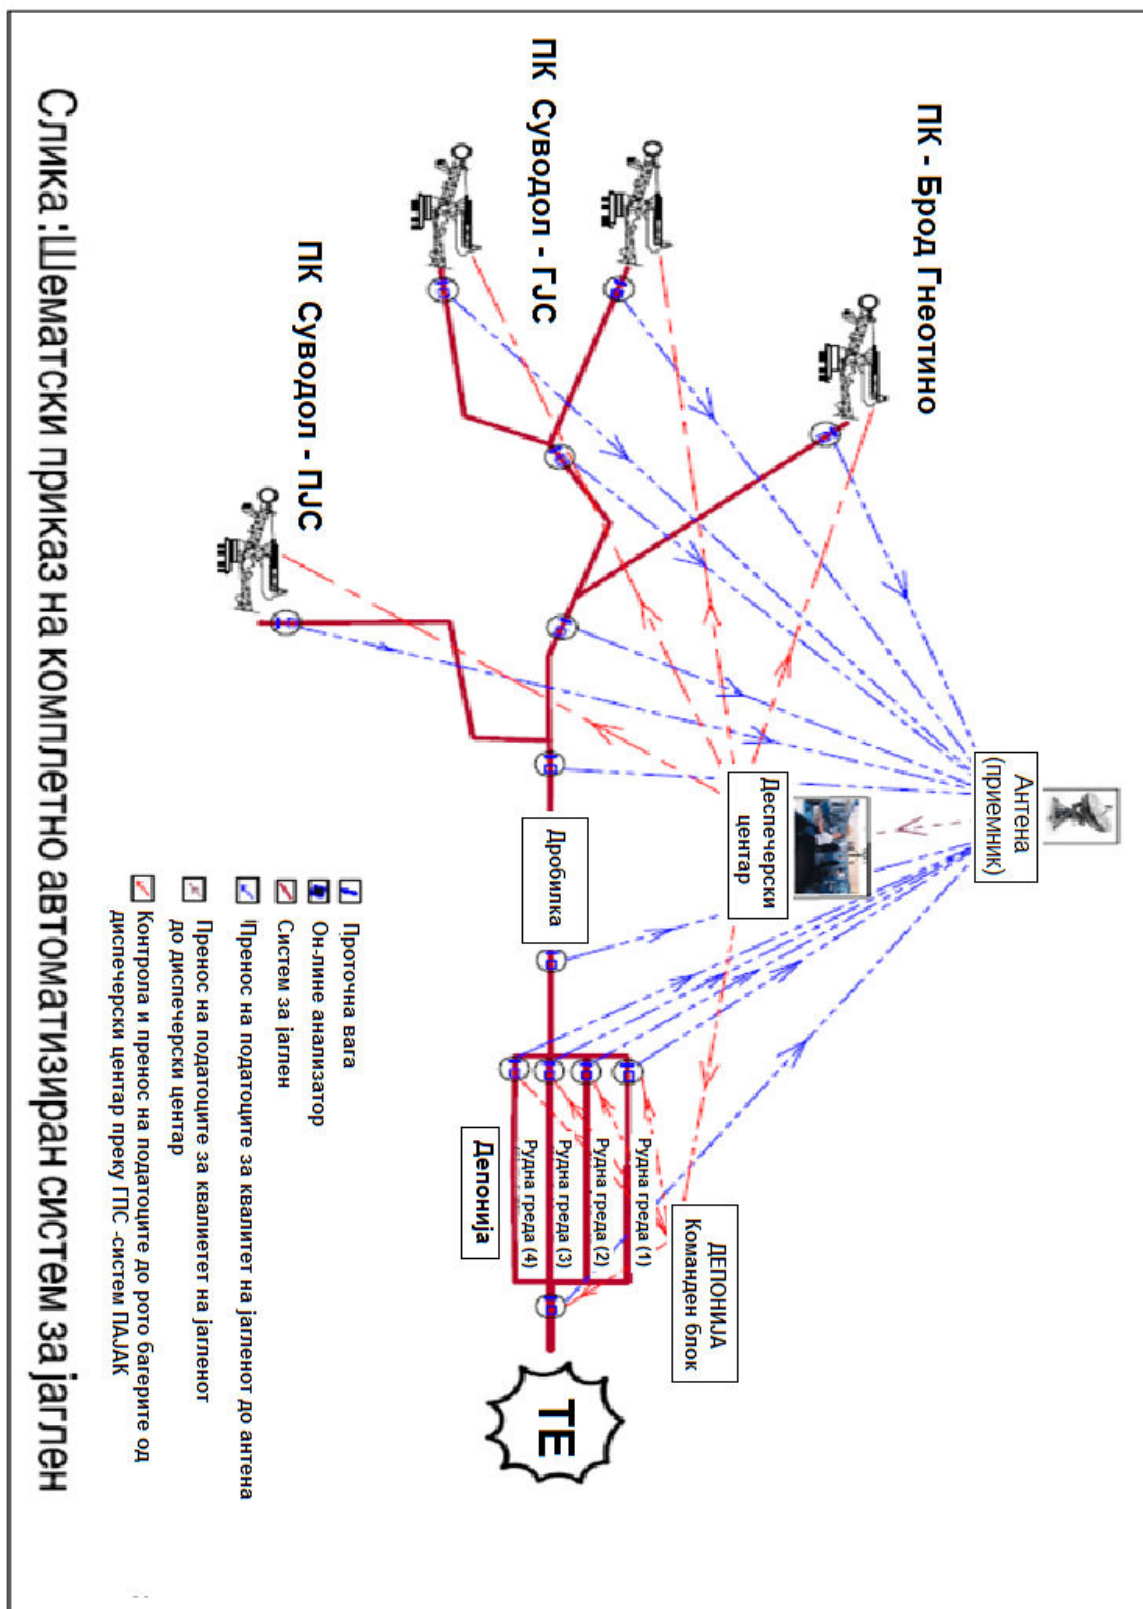 ПК - Брод Гнеотино
ПК Суводол - ГЈС
ПК Суводол - ПЈС
Антена
(приемник)
Деспечерски
центар
Дробилка
ДЕПОНИЈА
Команден блок
Рудна греда (1)
Рудна греда (2)
Рудна греда (3)
Рудна греда (4)
Депонија
ТЕ
Проточна вага
Он-лине анализатор
Систем за јаглен
Пренос на податоците за квалитет на јагленот до антена
Пренос на податоците за квалиетет на јагленот
до диспечерски центар
Контрола и пренос на податоците до рото багерите од
диспечерски центар преку ГПС -систем ПАЈАК
Слика :Шематски приказ на комплетно автоматизиран систем за јаглен